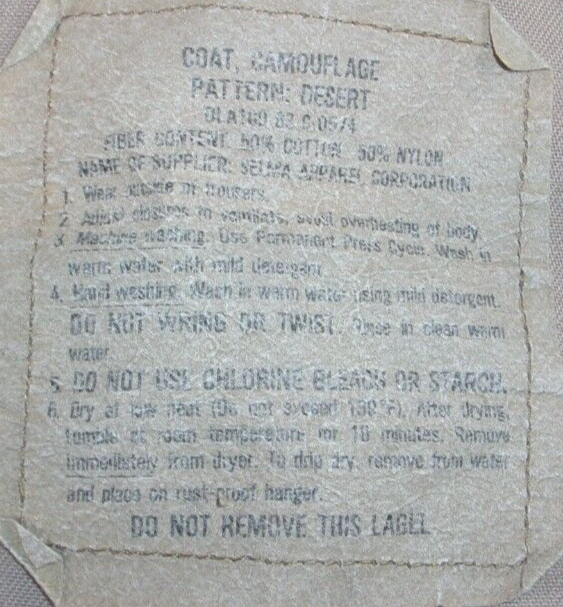 COAT, CAMOUFLAGE
PATTERN: DESERT
DLA100 82 C 0574
FIBER CONTENT 50% COTTON 50% NYLON
NAME OF SUPPLIER: SELMA APPAREL CORPORATION
1. Wear outside of trousers.
2. Adjust closures to ventilate, avoid overheating of body.
3. Machine washing. Use Permanent Press Cycle. Wash in
warm water with mild detergent.
4. Hand washing. Wash in warm water using mild detergent.
DO NOT WRING OR TWIST. Rinse in clean warm
water.
5. DO NOT USE CHLORINE BLEACH OR STARCH.
6. Dry at low heat (Do not exceed 130°F). After drying,
tumble at room temperature for 10 minutes. Remove
immediately from dryer. To drip dry, remove from water
and place on rust-proof hanger.
DO NOT REMOVE THIS LABEL